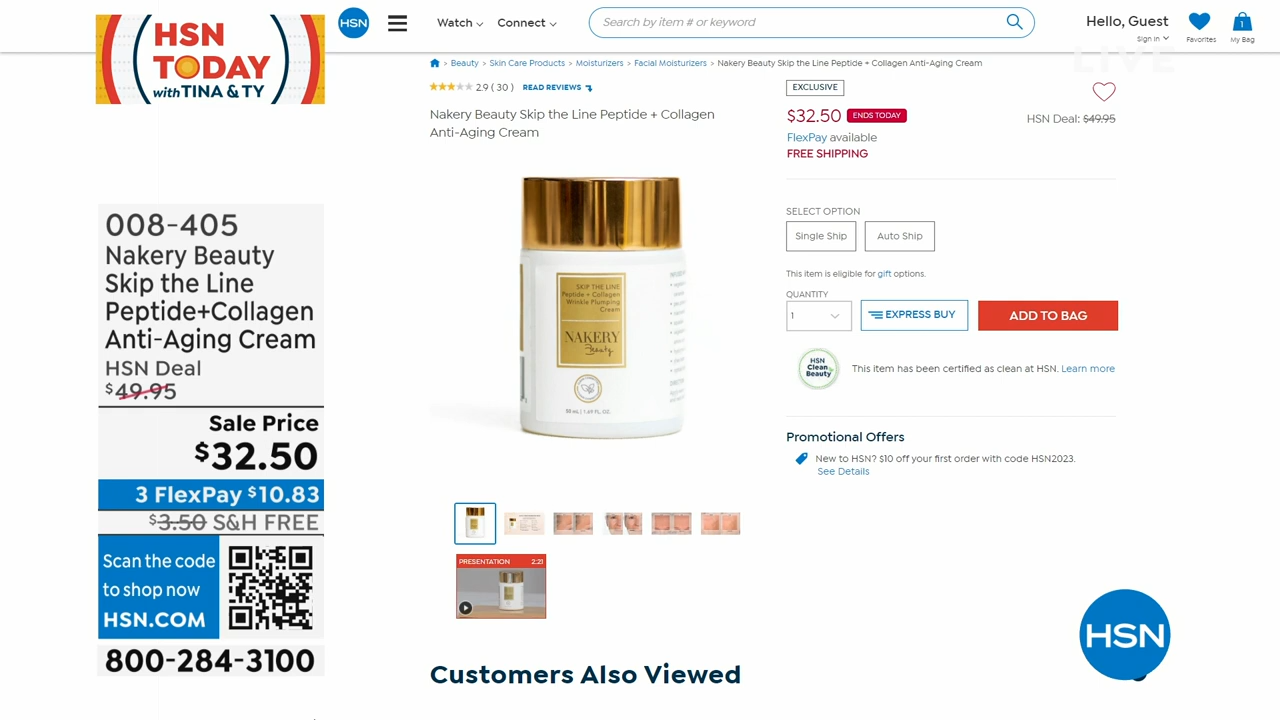 HSN
TODAY
with TINA & TY
008-405
Nakery Beauty
Skip the Line
Peptide+Collagen
Anti-Aging Cream
HSN Deal
$49.95
Sale Price
$32.50
3 FlexPay $10.83
$3.50 S&H FREE
Scan the code
to shop now
HSN.COM
800-284-3100
HSN
Watch
Connect
Search by item # or keyword
Hello, Guest
Sign in
Favorites
1
My Bag
LIVE
> Beauty > Skin Care Products > Moisturizers > Facial Moisturizers > Nakery Beauty Skip the Line Peptide + Collagen Anti-Aging Cream
2.9 ( 30 ) READ REVIEWS
Nakery Beauty Skip the Line Peptide + Collagen
Anti-Aging Cream
SKIP THE LINE
Peptide + Collagen
Wrinkle Plumping
Cream
NAKERY
Beauty
50 mL | 1.69 FL. OZ.
PRESENTATION 2:21
EXCLUSIVE
$32.50 ENDS TODAY
HSN Deal: $49.95
FlexPay available
FREE SHIPPING
SELECT OPTION
Single Ship
Auto Ship
This item is eligible for gift options.
QUANTITY
1
EXPRESS BUY
ADD TO BAG
HSN
Clean
Beauty
This item has been certified as clean at HSN. Learn more
Promotional Offers
New to HSN? $10 off your first order with code HSN2023.
See Details
Customers Also Viewed
HSN